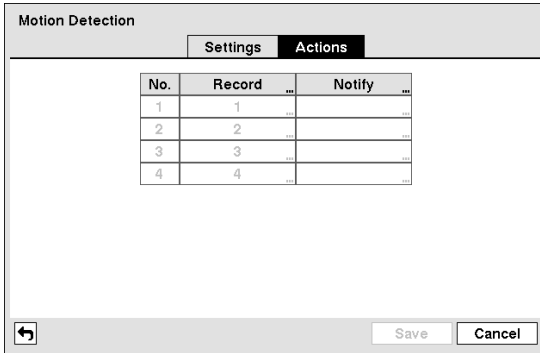 Motion Detection
Settings Actions
No. Record ... Notify ...
1 1 ... ...
2 2 ... ...
3 3 ... ...
4 4 ... ...
Save Cancel